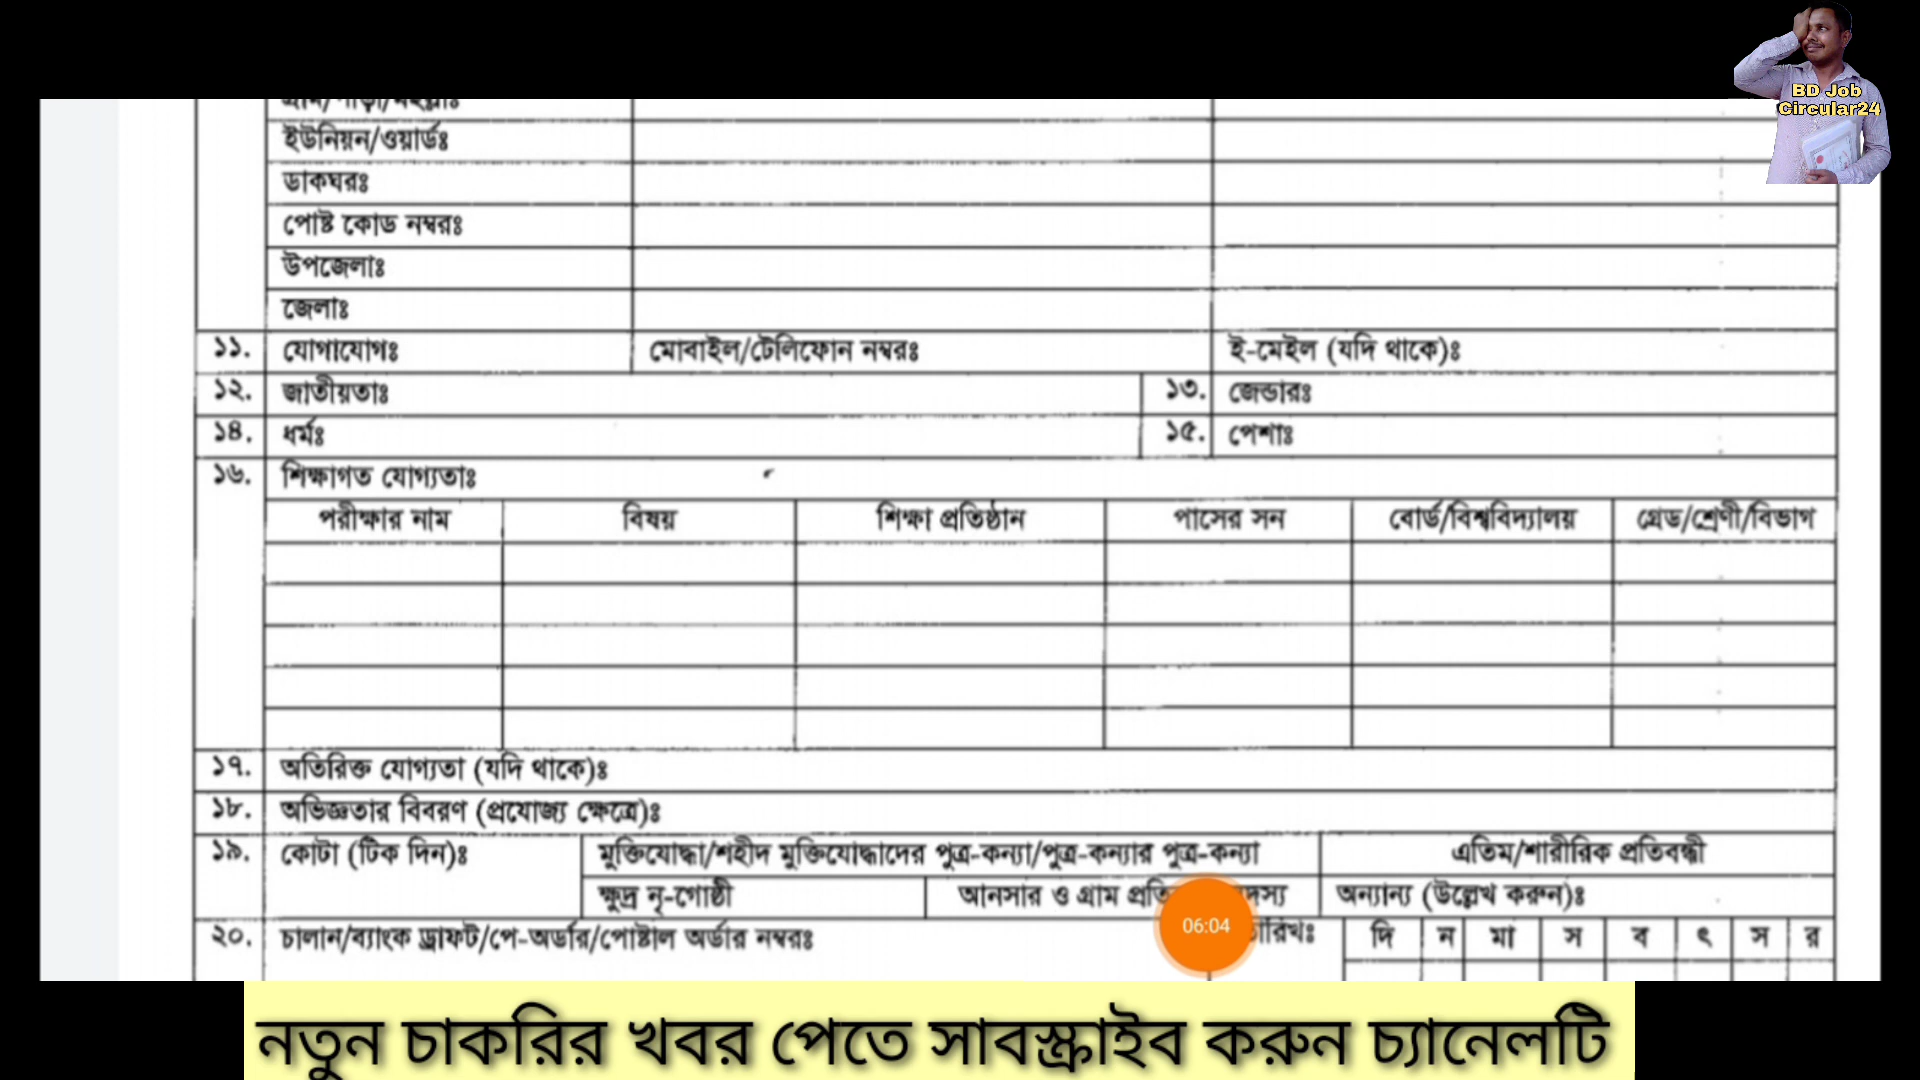 BD Job
Circular24
গ্রাম/পাড়া/মহল্লাঃ
ইউনিয়ন/ওয়ার্ডঃ
ডাকঘরঃ
পোষ্ট কোড নম্বরঃ
উপজেলাঃ
জেলাঃ
১১. যোগাযোগঃ মোবাইল/টেলিফোন নম্বরঃ ই-মেইল (যদি থাকে)ঃ
১২. জাতীয়তাঃ ১৩. জেন্ডারঃ
১৪. ধর্মঃ ১৫. পেশাঃ
১৬. শিক্ষাগত যোগ্যতাঃ
পরীক্ষার নাম বিষয় শিক্ষা প্রতিষ্ঠান পাসের সন বোর্ড/বিশ্ববিদ্যালয় গ্রেড/শ্রেণী/বিভাগ
১৭. অতিরিক্ত যোগ্যতা (যদি থাকে)ঃ
১৮. অভিজ্ঞতার বিবরণ (প্রযোজ্য ক্ষেত্রে)ঃ
১৯. কোটা (টিক দিন)ঃ মুক্তিযোদ্ধা/শহীদ মুক্তিযোদ্ধাদের পুত্র-কন্যা/পুত্র-কন্যার পুত্র-কন্যা এতিম/শারীরিক প্রতিবন্ধী
ক্ষুদ্র নৃ-গোষ্ঠী আনসার ও গ্রাম অন্যান্য (উল্লেখ করুন)ঃ
২০. চালান/ব্যাংক ড্রাফট/পে-অর্ডার/পোষ্টাল অর্ডার নম্বরঃ দি ন মা স ব ৎ স র
06:04
নতুন চাকরির খবর পেতে সাবস্ক্রাইব করুন চ্যানেলটি